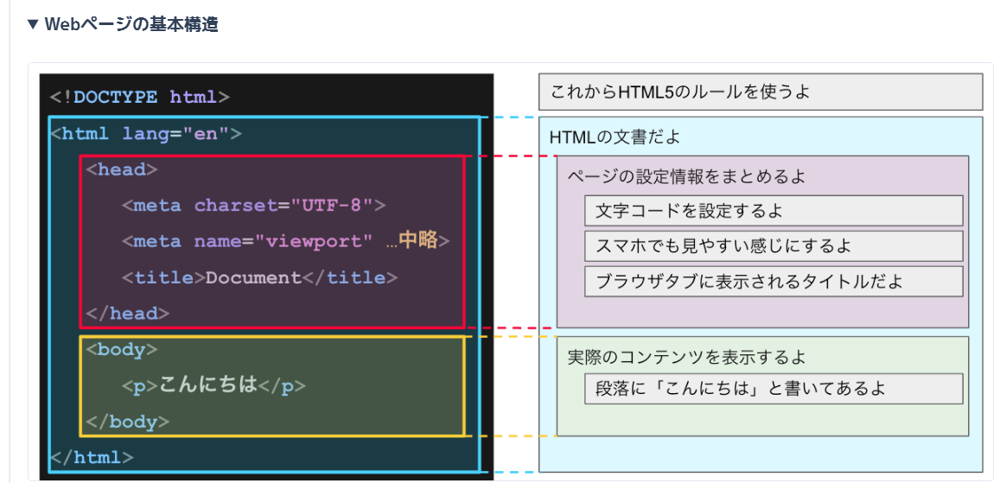 ▼ Webページの基本構造
<!DOCTYPE html>
<html lang="en">
<head>
<meta charset="UTF-8">
<meta name="viewport" …中略>
<title>Document</title>
</head>
<body>
<p>こんにちは</p>
</body>
</html>
これからHTML5のルールを使うよ
HTMLの文書だよ
ページの設定情報をまとめるよ
文字コードを設定するよ
スマホでも見やすい感じにするよ
ブラウザタブに表示されるタイトルだよ
実際のコンテンツを表示するよ
段落に「こんにちは」と書いてあるよ